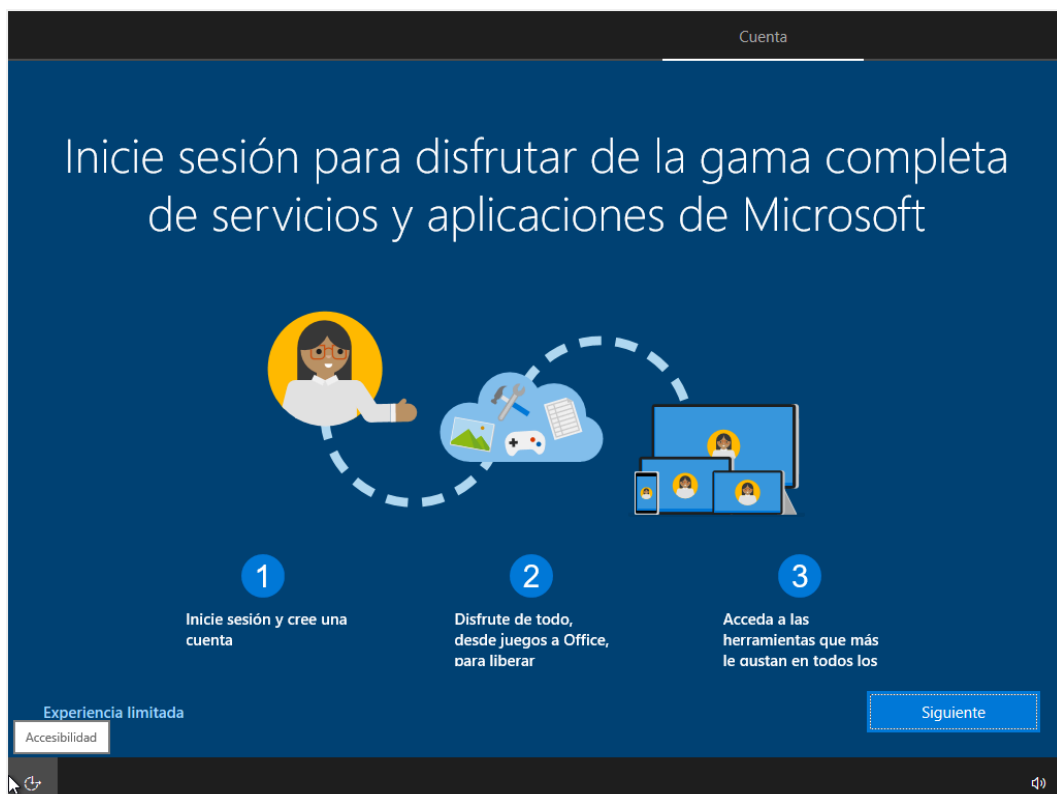 Cuenta
Inicie sesión para disfrutar de la gama completa
de servicios y aplicaciones de Microsoft
1
Inicie sesión y cree una
cuenta
2
Disfrute de todo,
desde juegos a Office,
para liberar
3
Acceda a las
herramientas que más
le gustan en todos los
Experiencia limitada
Siguiente
Accesibilidad